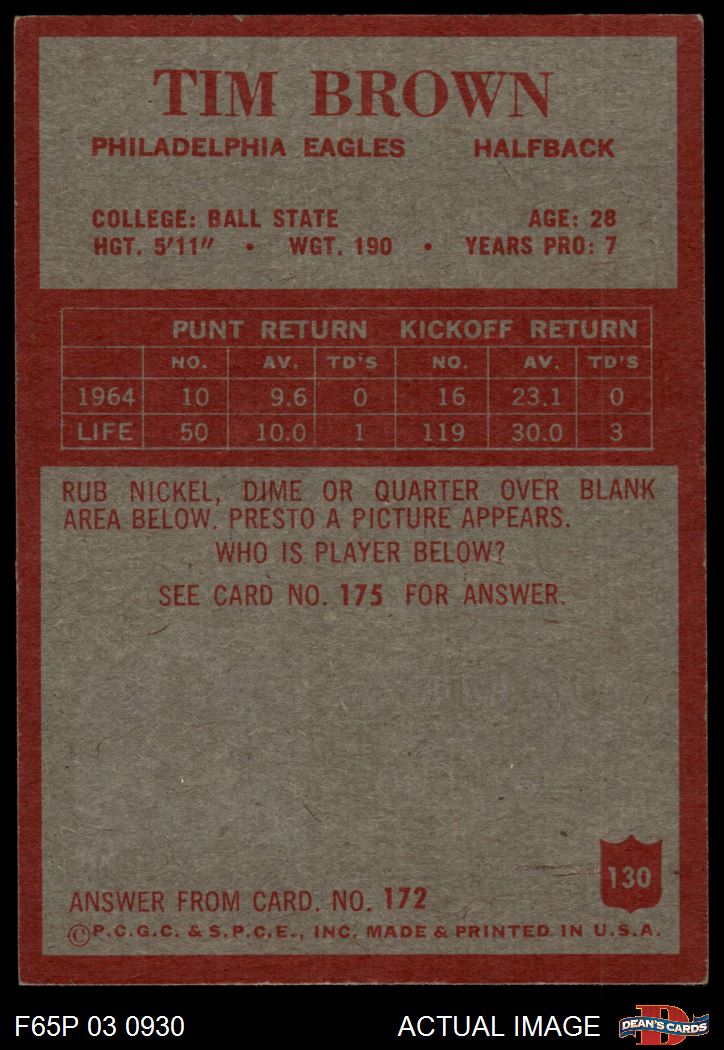 TIM BROWN
PHILADELPHIA EAGLES HALFBACK
COLLEGE: BALL STATE AGE: 28
HGT. 5'11" • WGT. 190 • YEARS PRO: 7
PUNT RETURN KICKOFF RETURN
NO. AV. TD'S NO. AV. TD'S
1964 10 9.6 0 16 23.1 0
LIFE 50 10.0 1 119 30.0 3
RUB NICKEL, DIME OR QUARTER OVER BLANK
AREA BELOW. PRESTO A PICTURE APPEARS.
WHO IS PLAYER BELOW?
SEE CARD NO. 175 FOR ANSWER.
130
ANSWER FROM CARD. NO. 172
©P.C.G.C. & S.P.C.E., INC. MADE & PRINTED IN U.S.A.
F65P 03 0930 ACTUAL IMAGE D DEAN'S CARDS